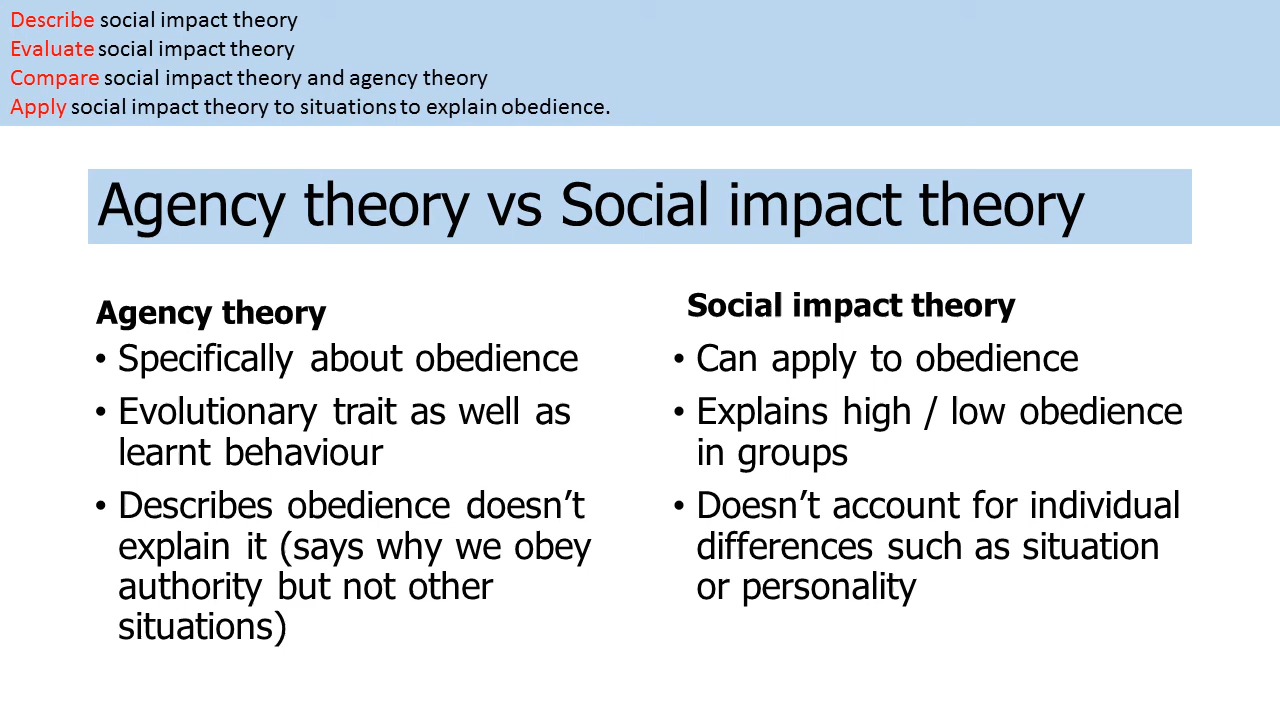 Describe social impact theory
Evaluate social impact theory
Compare social impact theory and agency theory
Apply social impact theory to situations to explain obedience.
Agency theory vs Social impact theory
Agency theory
• Specifically about obedience
• Evolutionary trait as well as
learnt behaviour
• Describes obedience doesn’t
explain it (says why we obey
authority but not other
situations)
Social impact theory
• Can apply to obedience
• Explains high / low obedience
in groups
• Doesn’t account for individual
differences such as situation
or personality